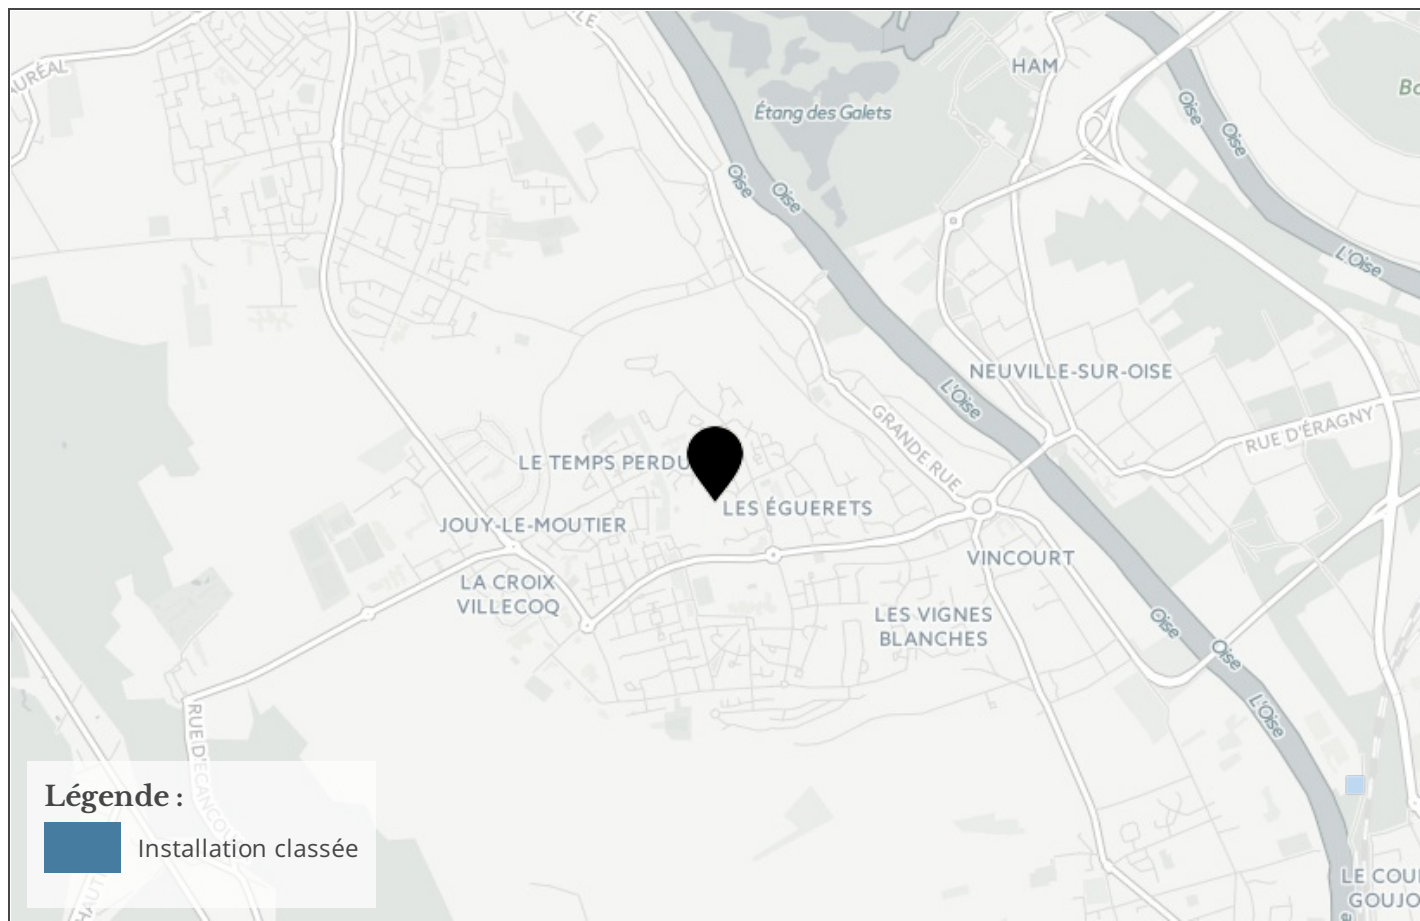 HAM
Étang des Galets
Oise
Oise
Oise
Oise
L'Oise
NEUVILLE-SUR-OISE
L'Oise
GRANDE RUE
RUE D'ÉRAGNY
LE TEMPS PERDU
LES ÉGUERETS
JOUY-LE-MOUTIER
VINCOURT
LA CROIX
VILLECOQ
LES VIGNES
BLANCHES
Oise
Oise
L'Oise
Légende :
Installation classée